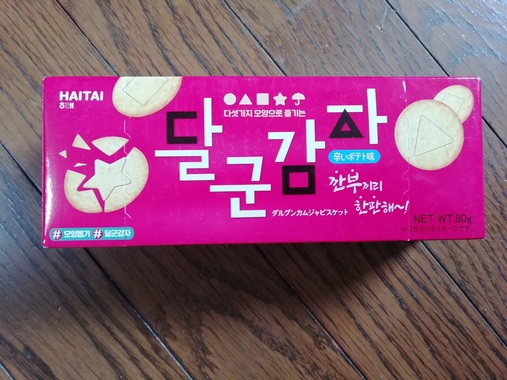 HAITAI
해태
다섯가지 모양으로 즐기는
달군감자
辛いポテト味
깐부끼리
한판해~!
ダルグンカムジャビスケット
NET WT.80g
#모양뽑기 #달군감자